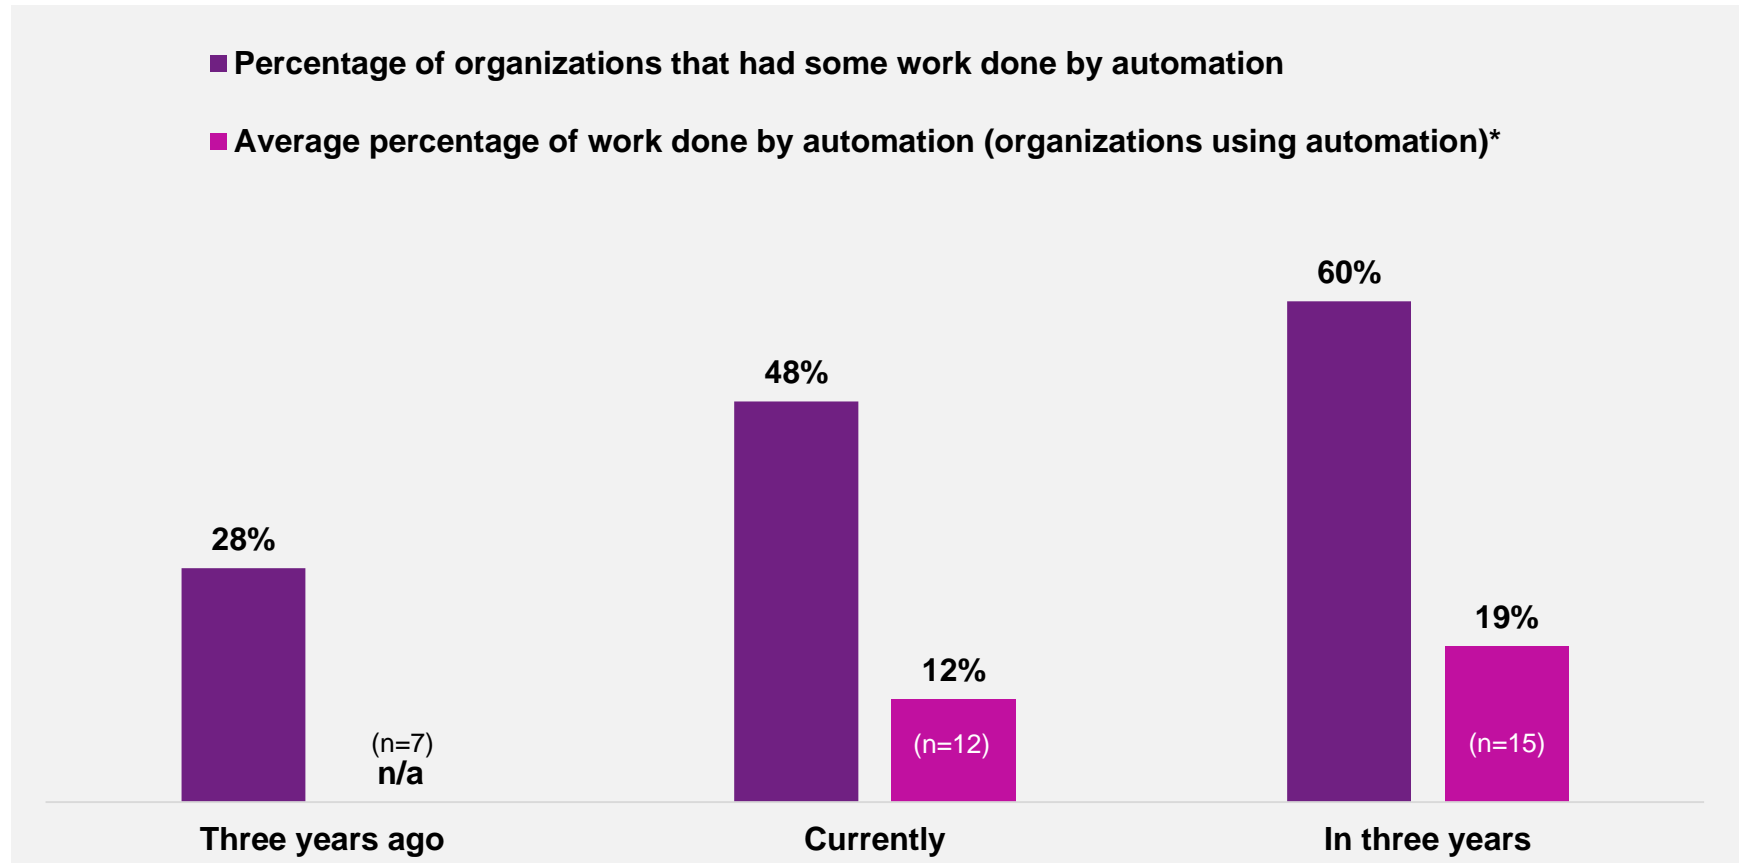 Percentage of organizations that had some work done by automation
Average percentage of work done by automation (organizations using automation)*
60%
48%
28%
19%
12%
(n=7)
n/a
(n=12)
(n=15)
Three years ago
Currently
In three years